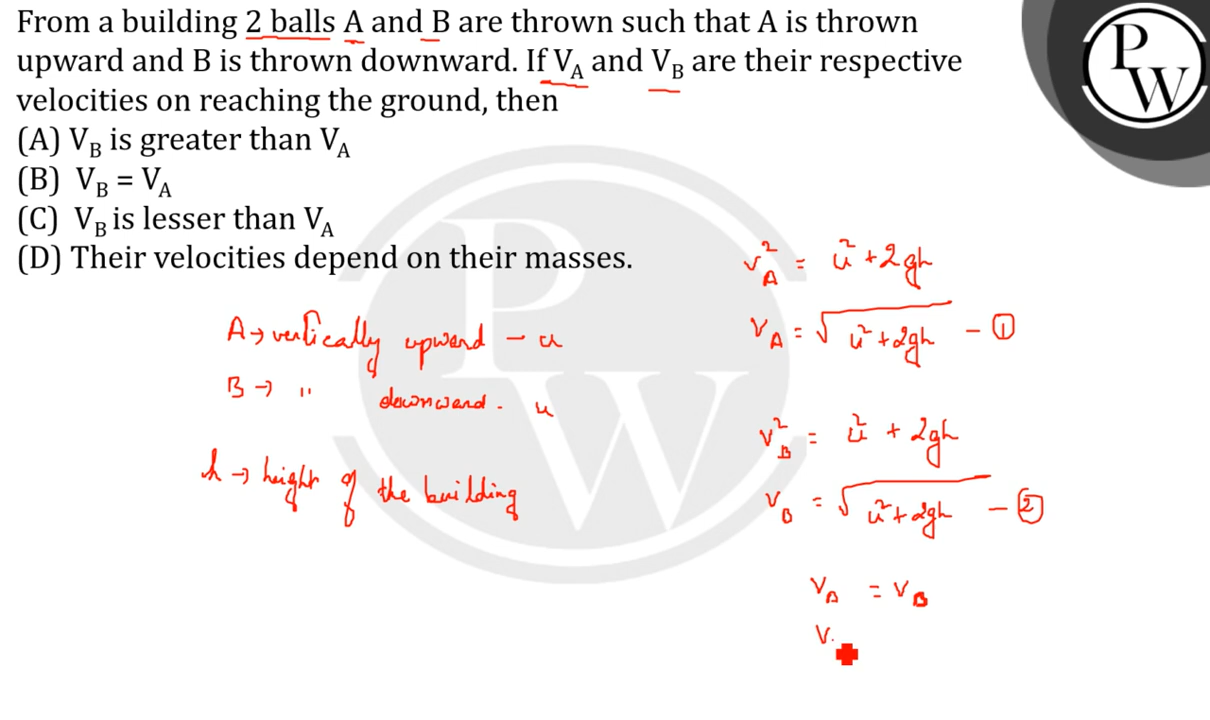 From a building 2 balls A and B are thrown such that A is thrown
upward and B is thrown downward. If V_A and V_B are their respective
velocities on reaching the ground, then
(A) V_B is greater than V_A
(B) V_B = V_A
(C) V_B is lesser than V_A
(D) Their velocities depend on their masses.
A → vertically upward - u
B → " downward. u
h → height of the building
v_A² = u² + 2gh
v_A = √u² + 2gh - ①
v_B² = u² + 2gh
v_B = √u² + 2gh - ②
v_A = v_B
v.
P
W
P
W